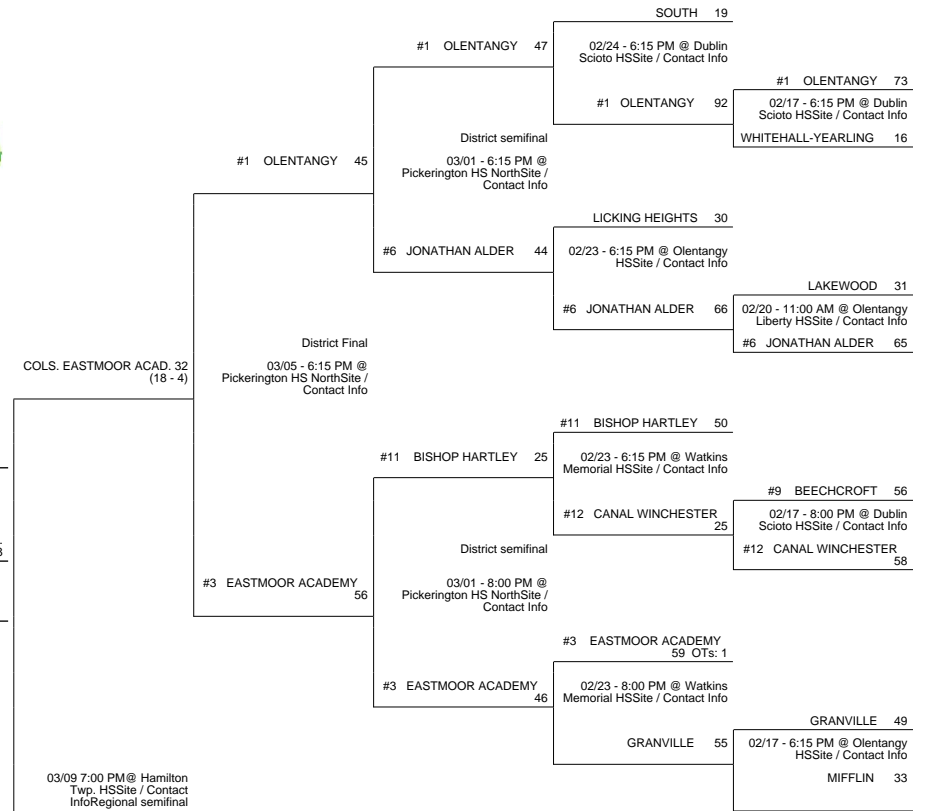 SOUTH 19
#1 OLENTANGY 47
02/24 - 6:15 PM @ Dublin
Scioto HSSite / Contact Info
#1 OLENTANGY 73
#1 OLENTANGY 92
02/17 - 6:15 PM @ Dublin
Scioto HSSite / Contact Info
District semifinal
WHITEHALL-YEARLING 16
#1 OLENTANGY 45
03/01 - 6:15 PM @
Pickerington HS NorthSite /
Contact Info
LICKING HEIGHTS 30
#6 JONATHAN ALDER 44
02/23 - 6:15 PM @ Olentangy
HSSite / Contact Info
LAKEWOOD 31
#6 JONATHAN ALDER 66
02/20 - 11:00 AM @ Olentangy
Liberty HSSite / Contact Info
District Final
#6 JONATHAN ALDER 65
COLS. EASTMOOR ACAD. 32
(18 - 4)
03/05 - 6:15 PM @
Pickerington HS NorthSite /
Contact Info
#11 BISHOP HARTLEY 50
#11 BISHOP HARTLEY 25
02/23 - 6:15 PM @ Watkins
Memorial HSSite / Contact Info
#9 BEECHCROFT 56
#12 CANAL WINCHESTER
25
02/17 - 8:00 PM @ Dublin
Scioto HSSite / Contact Info
District semifinal
#12 CANAL WINCHESTER
58
#3 EASTMOOR ACADEMY
56
03/01 - 8:00 PM @
Pickerington HS NorthSite /
Contact Info
#3 EASTMOOR ACADEMY
59 OTs: 1
#3 EASTMOOR ACADEMY
46
02/23 - 8:00 PM @ Watkins
Memorial HSSite / Contact Info
GRANVILLE 49
GRANVILLE 55
02/17 - 6:15 PM @ Olentangy
HSSite / Contact Info
MIFFLIN 33
03/09 7:00 PM@ Hamilton
Twp. HSSite / Contact
InfoRegional semifinal